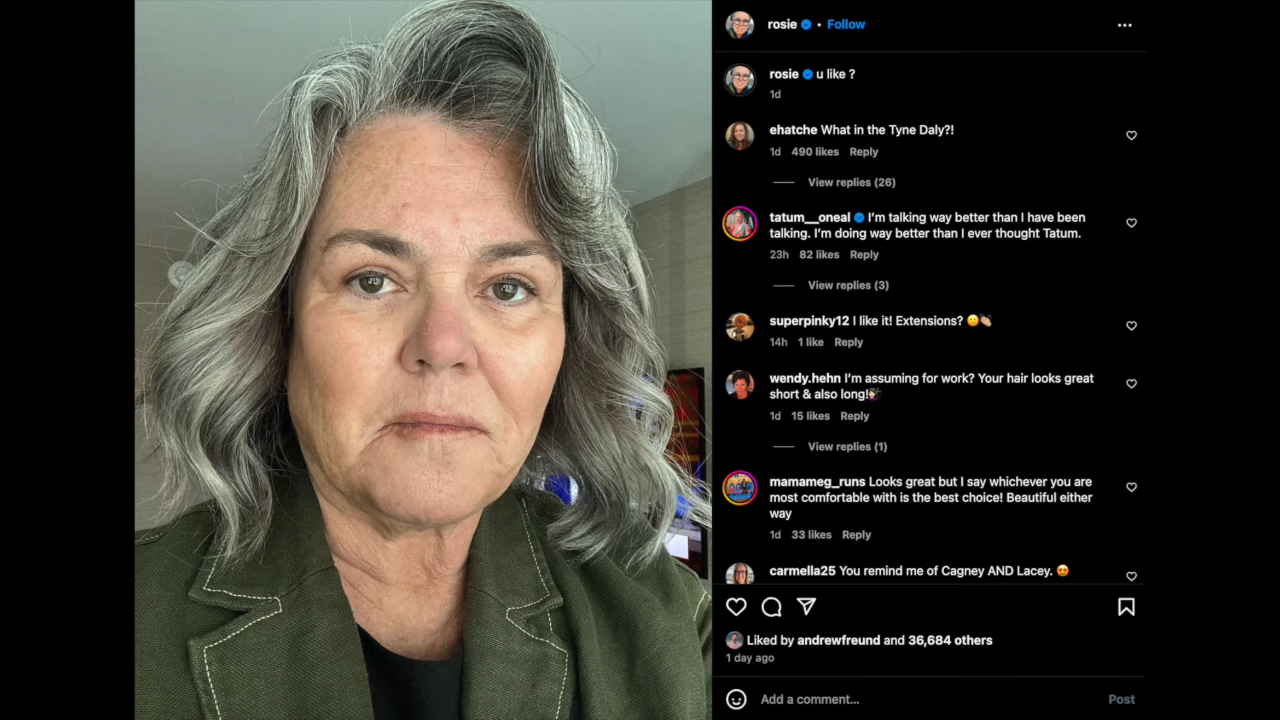 rosie • Follow
rosie u like ?
1d
ehatche What in the Tyne Daly?!
1d 490 likes Reply
View replies (26)
tatum__oneal I'm talking way better than I have been
talking. I'm doing way better than I ever thought Tatum.
23h 82 likes Reply
View replies (3)
superpinky12 I like it! Extensions? 🙂👏🏼
14h 1 like Reply
wendy.hehn I'm assuming for work? Your hair looks great
short & also long!💇🏻‍♀️
1d 15 likes Reply
View replies (1)
mamameg_runs Looks great but I say whichever you are
most comfortable with is the best choice! Beautiful either
way
1d 33 likes Reply
carmella25 You remind me of Cagney AND Lacey. 😍
Liked by andrewfreund and 36,684 others
1 day ago
Add a comment...
Post